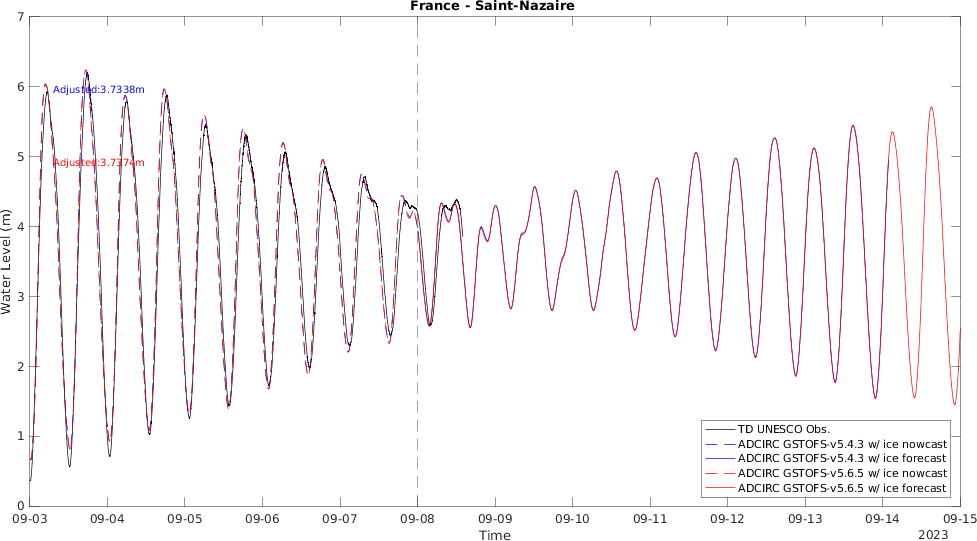 France - Saint-Nazaire
7
6
5
4
3
2
1
0
Water Level (m)
Adjusted:3.7338m
Adjusted:3.7374m
TD UNESCO Obs.
ADCIRC GSTOFS-v5.4.3 w/ ice nowcast
ADCIRC GSTOFS-v5.4.3 w/ ice forecast
ADCIRC GSTOFS-v5.6.5 w/ ice nowcast
ADCIRC GSTOFS-v5.6.5 w/ ice forecast
09-03 09-04 09-05 09-06 09-07 09-08 09-09 09-10 09-11 09-12 09-13 09-14 09-15
Time
2023